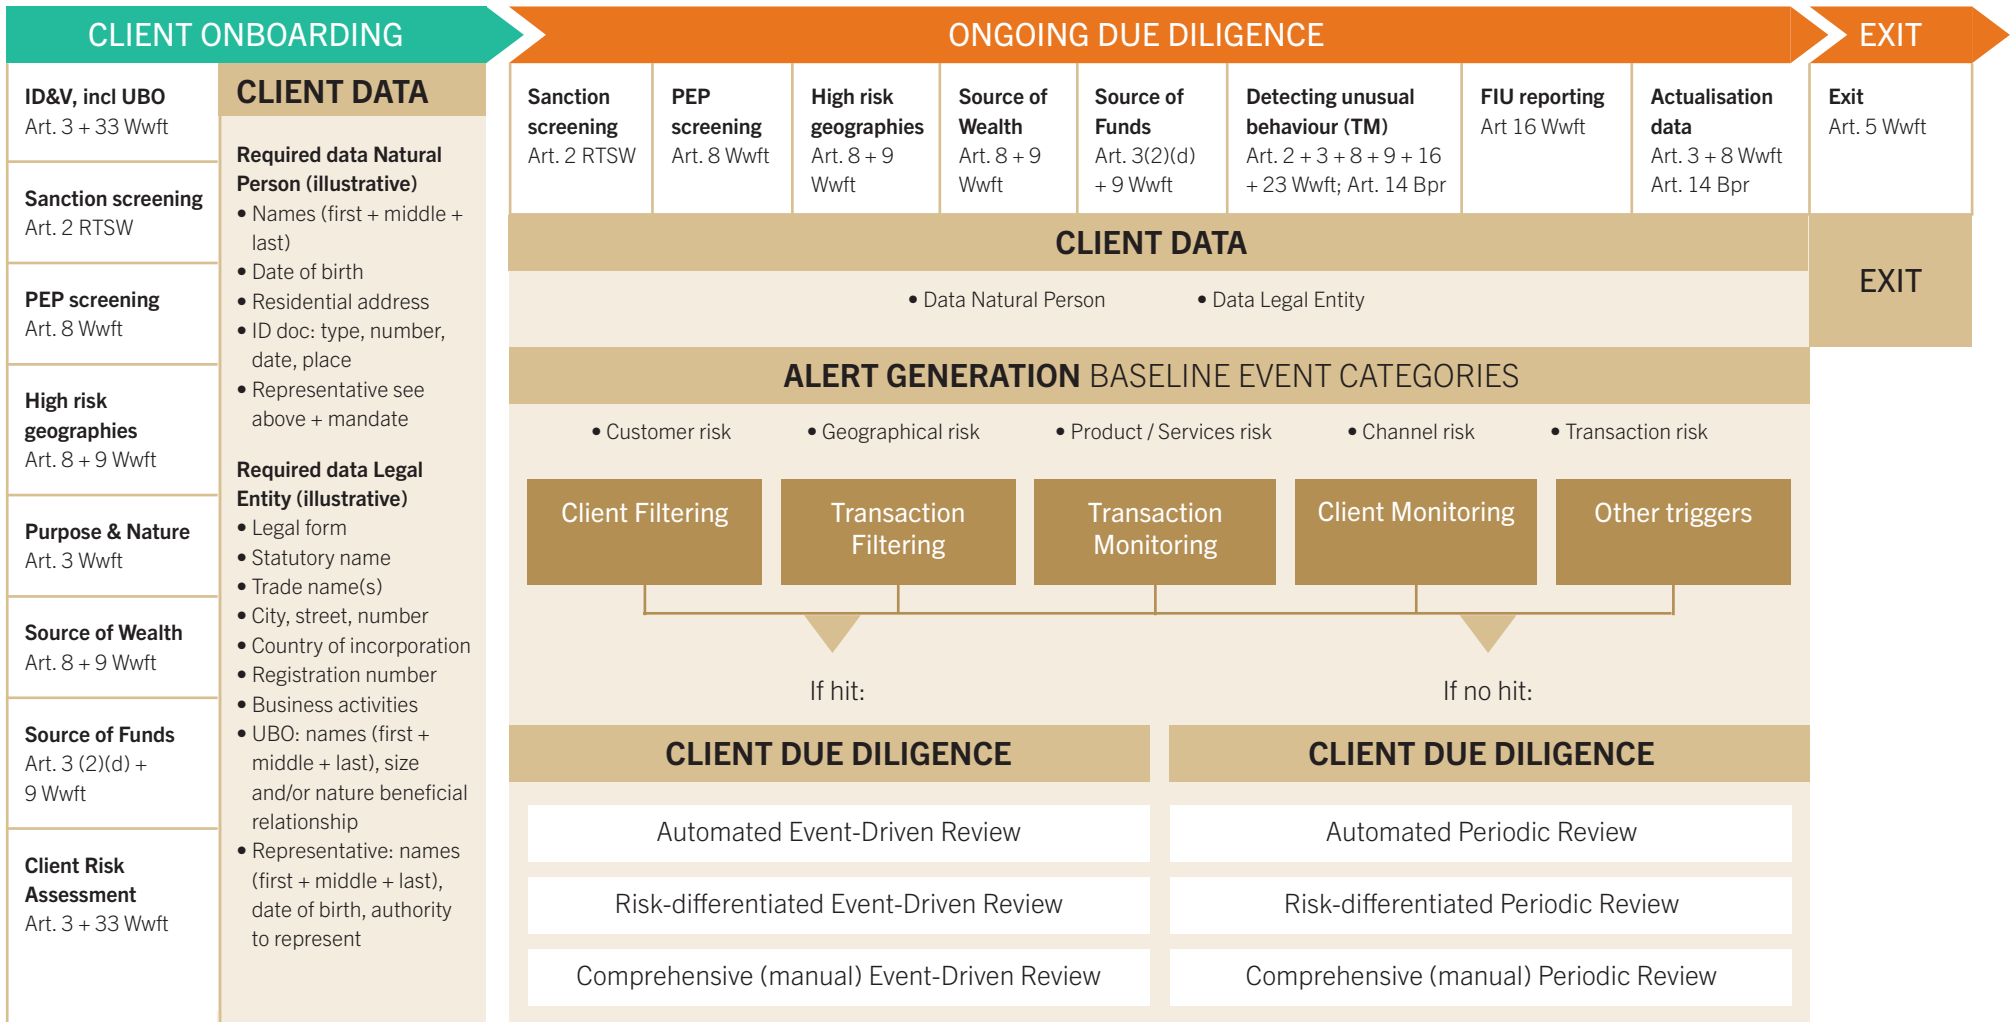 CLIENT ONBOARDING
ID&V, incl UBO
Art. 3 + 33 Wwft
Sanction screening
Art. 2 RTSW
PEP screening
Art. 8 Wwft
High risk
geographies
Art. 8 + 9 Wwft
Purpose & Nature
Art. 3 Wwft
Source of Wealth
Art. 8 + 9 Wwft
Source of Funds
Art. 3 (2)(d) +
9 Wwft
Client Risk
Assessment
Art. 3 + 33 Wwft
CLIENT DATA
Required data Natural
Person (illustrative)
• Names (first + middle +
last)
• Date of birth
• Residential address
• ID doc: type, number,
date, place
• Representative see
above + mandate
Required data Legal
Entity (illustrative)
• Legal form
• Statutory name
• Trade name(s)
• City, street, number
• Country of incorporation
• Registration number
• Business activities
• UBO: names (first +
middle + last), size
and/or nature beneficial
relationship
• Representative: names
(first + middle + last),
date of birth, authority
to represent
ONGOING DUE DILIGENCE
Sanction
screening
Art. 2 RTSW
PEP
screening
Art. 8 Wwft
High risk
geographies
Art. 8 + 9
Wwft
Source of
Wealth
Art. 8 + 9
Wwft
Source of
Funds
Art. 3(2)(d)
+ 9 Wwft
Detecting unusual
behaviour (TM)
Art. 2 + 3 + 8 + 9 + 16
+ 23 Wwft; Art. 14 Bpr
FIU reporting
Art 16 Wwft
Actualisation
data
Art. 3 + 8 Wwft
Art. 14 Bpr
CLIENT DATA
• Data Natural Person • Data Legal Entity
ALERT GENERATION BASELINE EVENT CATEGORIES
• Customer risk • Geographical risk • Product / Services risk • Channel risk • Transaction risk
Client Filtering
Transaction
Filtering
Transaction
Monitoring
Client Monitoring
Other triggers
If hit:
CLIENT DUE DILIGENCE
Automated Event-Driven Review
Risk-differentiated Event-Driven Review
Comprehensive (manual) Event-Driven Review
If no hit:
CLIENT DUE DILIGENCE
Automated Periodic Review
Risk-differentiated Periodic Review
Comprehensive (manual) Periodic Review
EXIT
Exit
Art. 5 Wwft
EXIT